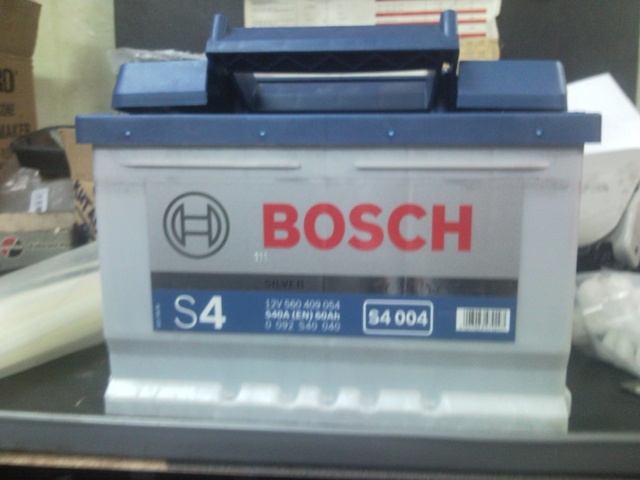 BOSCH
SILVER
S4
12V 560 409 054
540A (EN) 60Ah
0 092 S40 040
S4 004